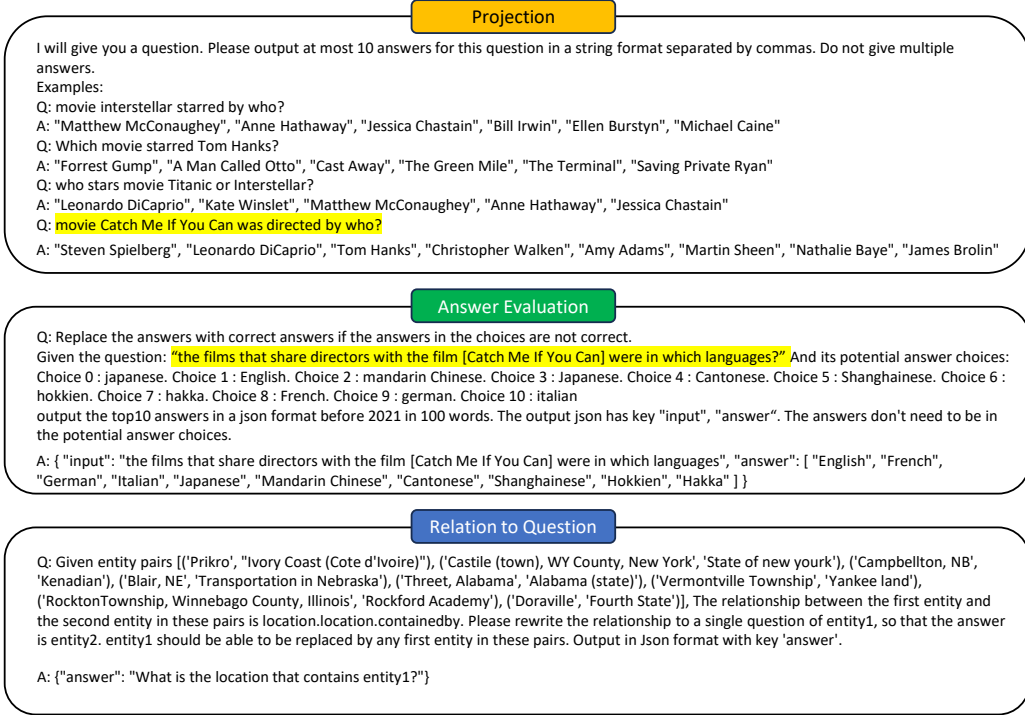 Projection
I will give you a question. Please output at most 10 answers for this question in a string format separated by commas. Do not give multiple
answers.
Examples:
Q: movie interstellar starred by who?
A: "Matthew McConaughey", "Anne Hathaway", "Jessica Chastain", "Bill Irwin", "Ellen Burstyn", "Michael Caine"
Q: Which movie starred Tom Hanks?
A: "Forrest Gump", "A Man Called Otto", "Cast Away", "The Green Mile", "The Terminal", "Saving Private Ryan"
Q: who stars movie Titanic or Interstellar?
A: "Leonardo DiCaprio", "Kate Winslet", "Matthew McConaughey", "Anne Hathaway", "Jessica Chastain"
Q: movie Catch Me If You Can was directed by who?
A: "Steven Spielberg", "Leonardo DiCaprio", "Tom Hanks", "Christopher Walken", "Amy Adams", "Martin Sheen", "Nathalie Baye", "James Brolin"
Answer Evaluation
Q: Replace the answers with correct answers if the answers in the choices are not correct.
Given the question: “the films that share directors with the film [Catch Me If You Can] were in which languages?” And its potential answer choices:
Choice 0 : japanese. Choice 1 : English. Choice 2 : mandarin Chinese. Choice 3 : Japanese. Choice 4 : Cantonese. Choice 5 : Shanghainese. Choice 6 :
hokkien. Choice 7 : hakka. Choice 8 : French. Choice 9 : german. Choice 10 : italian
output the top10 answers in a json format before 2021 in 100 words. The output json has key "input", "answer“. The answers don't need to be in
the potential answer choices.
A: { "input": "the films that share directors with the film [Catch Me If You Can] were in which languages", "answer": [ "English", "French",
"German", "Italian", "Japanese", "Mandarin Chinese", "Cantonese", "Shanghainese", "Hokkien", "Hakka" ] }
Relation to Question
Q: Given entity pairs [('Prikro', "Ivory Coast (Cote d'Ivoire)"), ('Castile (town), WY County, New York', 'State of new yourk'), ('Campbellton, NB',
'Kenadian'), ('Blair, NE', 'Transportation in Nebraska'), ('Threet, Alabama', 'Alabama (state)'), ('Vermontville Township', 'Yankee land'),
('RocktonTownship, Winnebago County, Illinois', 'Rockford Academy'), ('Doraville', 'Fourth State')], The relationship between the first entity and
the second entity in these pairs is location.location.containedby. Please rewrite the relationship to a single question of entity1, so that the answer
is entity2. entity1 should be able to be replaced by any first entity in these pairs. Output in Json format with key 'answer'.
A: {"answer": "What is the location that contains entity1?"}